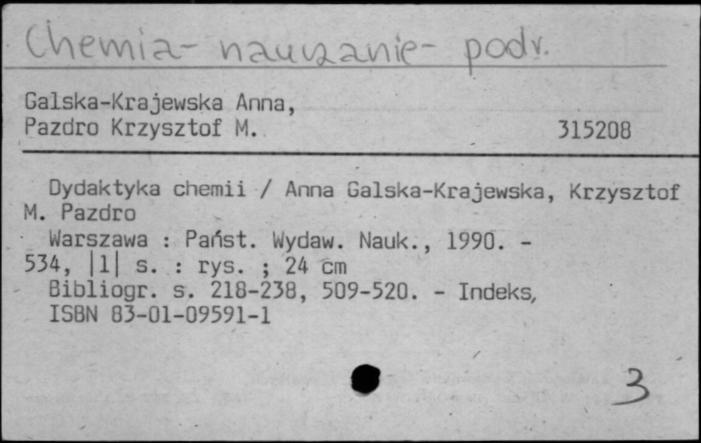 Chemia - nauczanie - podr.
Galska-Krajewska Anna,
Pazdro Krzysztof M.
315208
Dydaktyka chemii / Anna Galska-Krajewska, Krzysztof
M. Pazdro
Warszawa : Państ. Wydaw. Nauk., 1990. -
534, |1| s. : rys. ; 24 cm
Bibliogr. s. 218-238, 509-520. - Indeks,
ISBN 83-01-09591-1
3